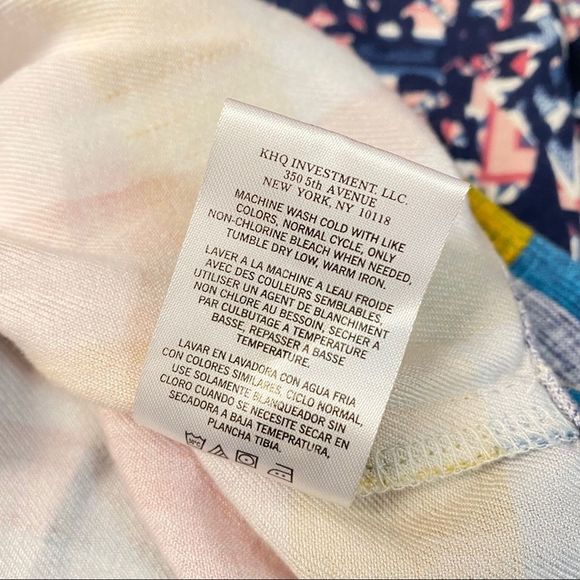 KHQ INVESTMENT, LLC.
350 5th AVENUE
NEW YORK, NY 10118
MACHINE WASH COLD WITH LIKE
COLORS, NORMAL CYCLE, ONLY
NON-CHLORINE BLEACH WHEN NEEDED,
TUMBLE DRY LOW, WARM IRON.
LAVER A LA MACHINE A LEAU FROIDE
AVEC DES COULEURS SEMBLABLES,
UTILISER UN AGENT DE BLANCHIMENT
NON CHLORE AU BESOIN, SECHER A
PAR CULBUTAGE A TEMPERATURE
BASSE, REPASSER A BASSE
TEMPERATURE.
LAVAR EN LAVADORA CON AGUA FRIA
CON COLORES SIMILARES, CICLO NORMAL,
USE SOLAMENTE BLANQUEADOR SIN
CLORO CUANDO SE NECESITE SECAR EN
SECADORA A BAJA TEMEPRATURA,
PLANCHA TIBIA.